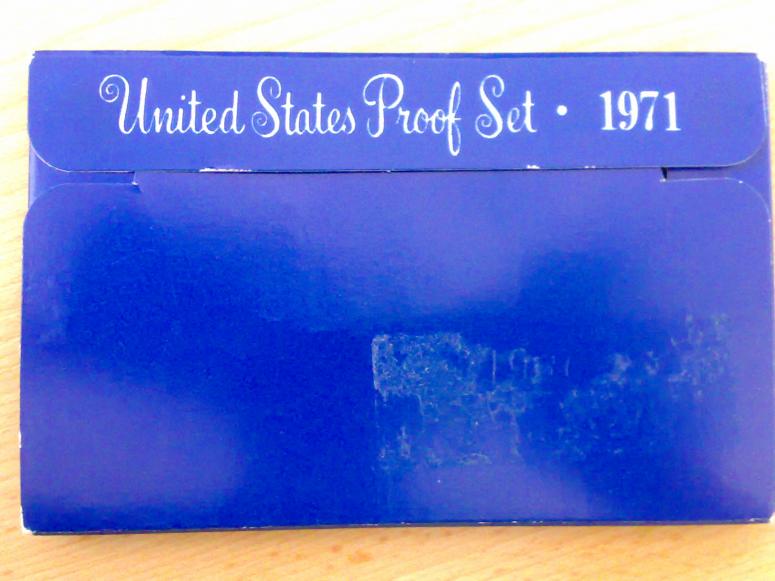 United States Proof Set • 1971